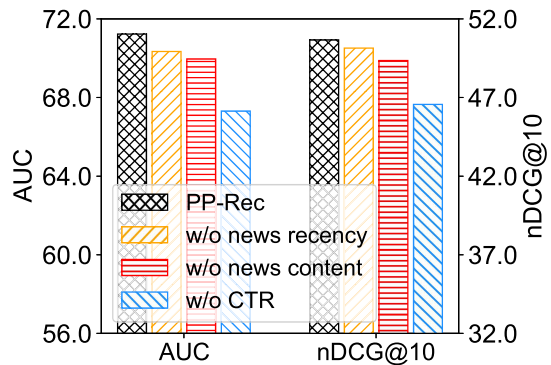 72.0
68.0
64.0
60.0
56.0
AUC
52.0
47.0
42.0
37.0
32.0
nDCG@10
PP-Rec
w/o news recency
w/o news content
w/o CTR
AUC
nDCG@10